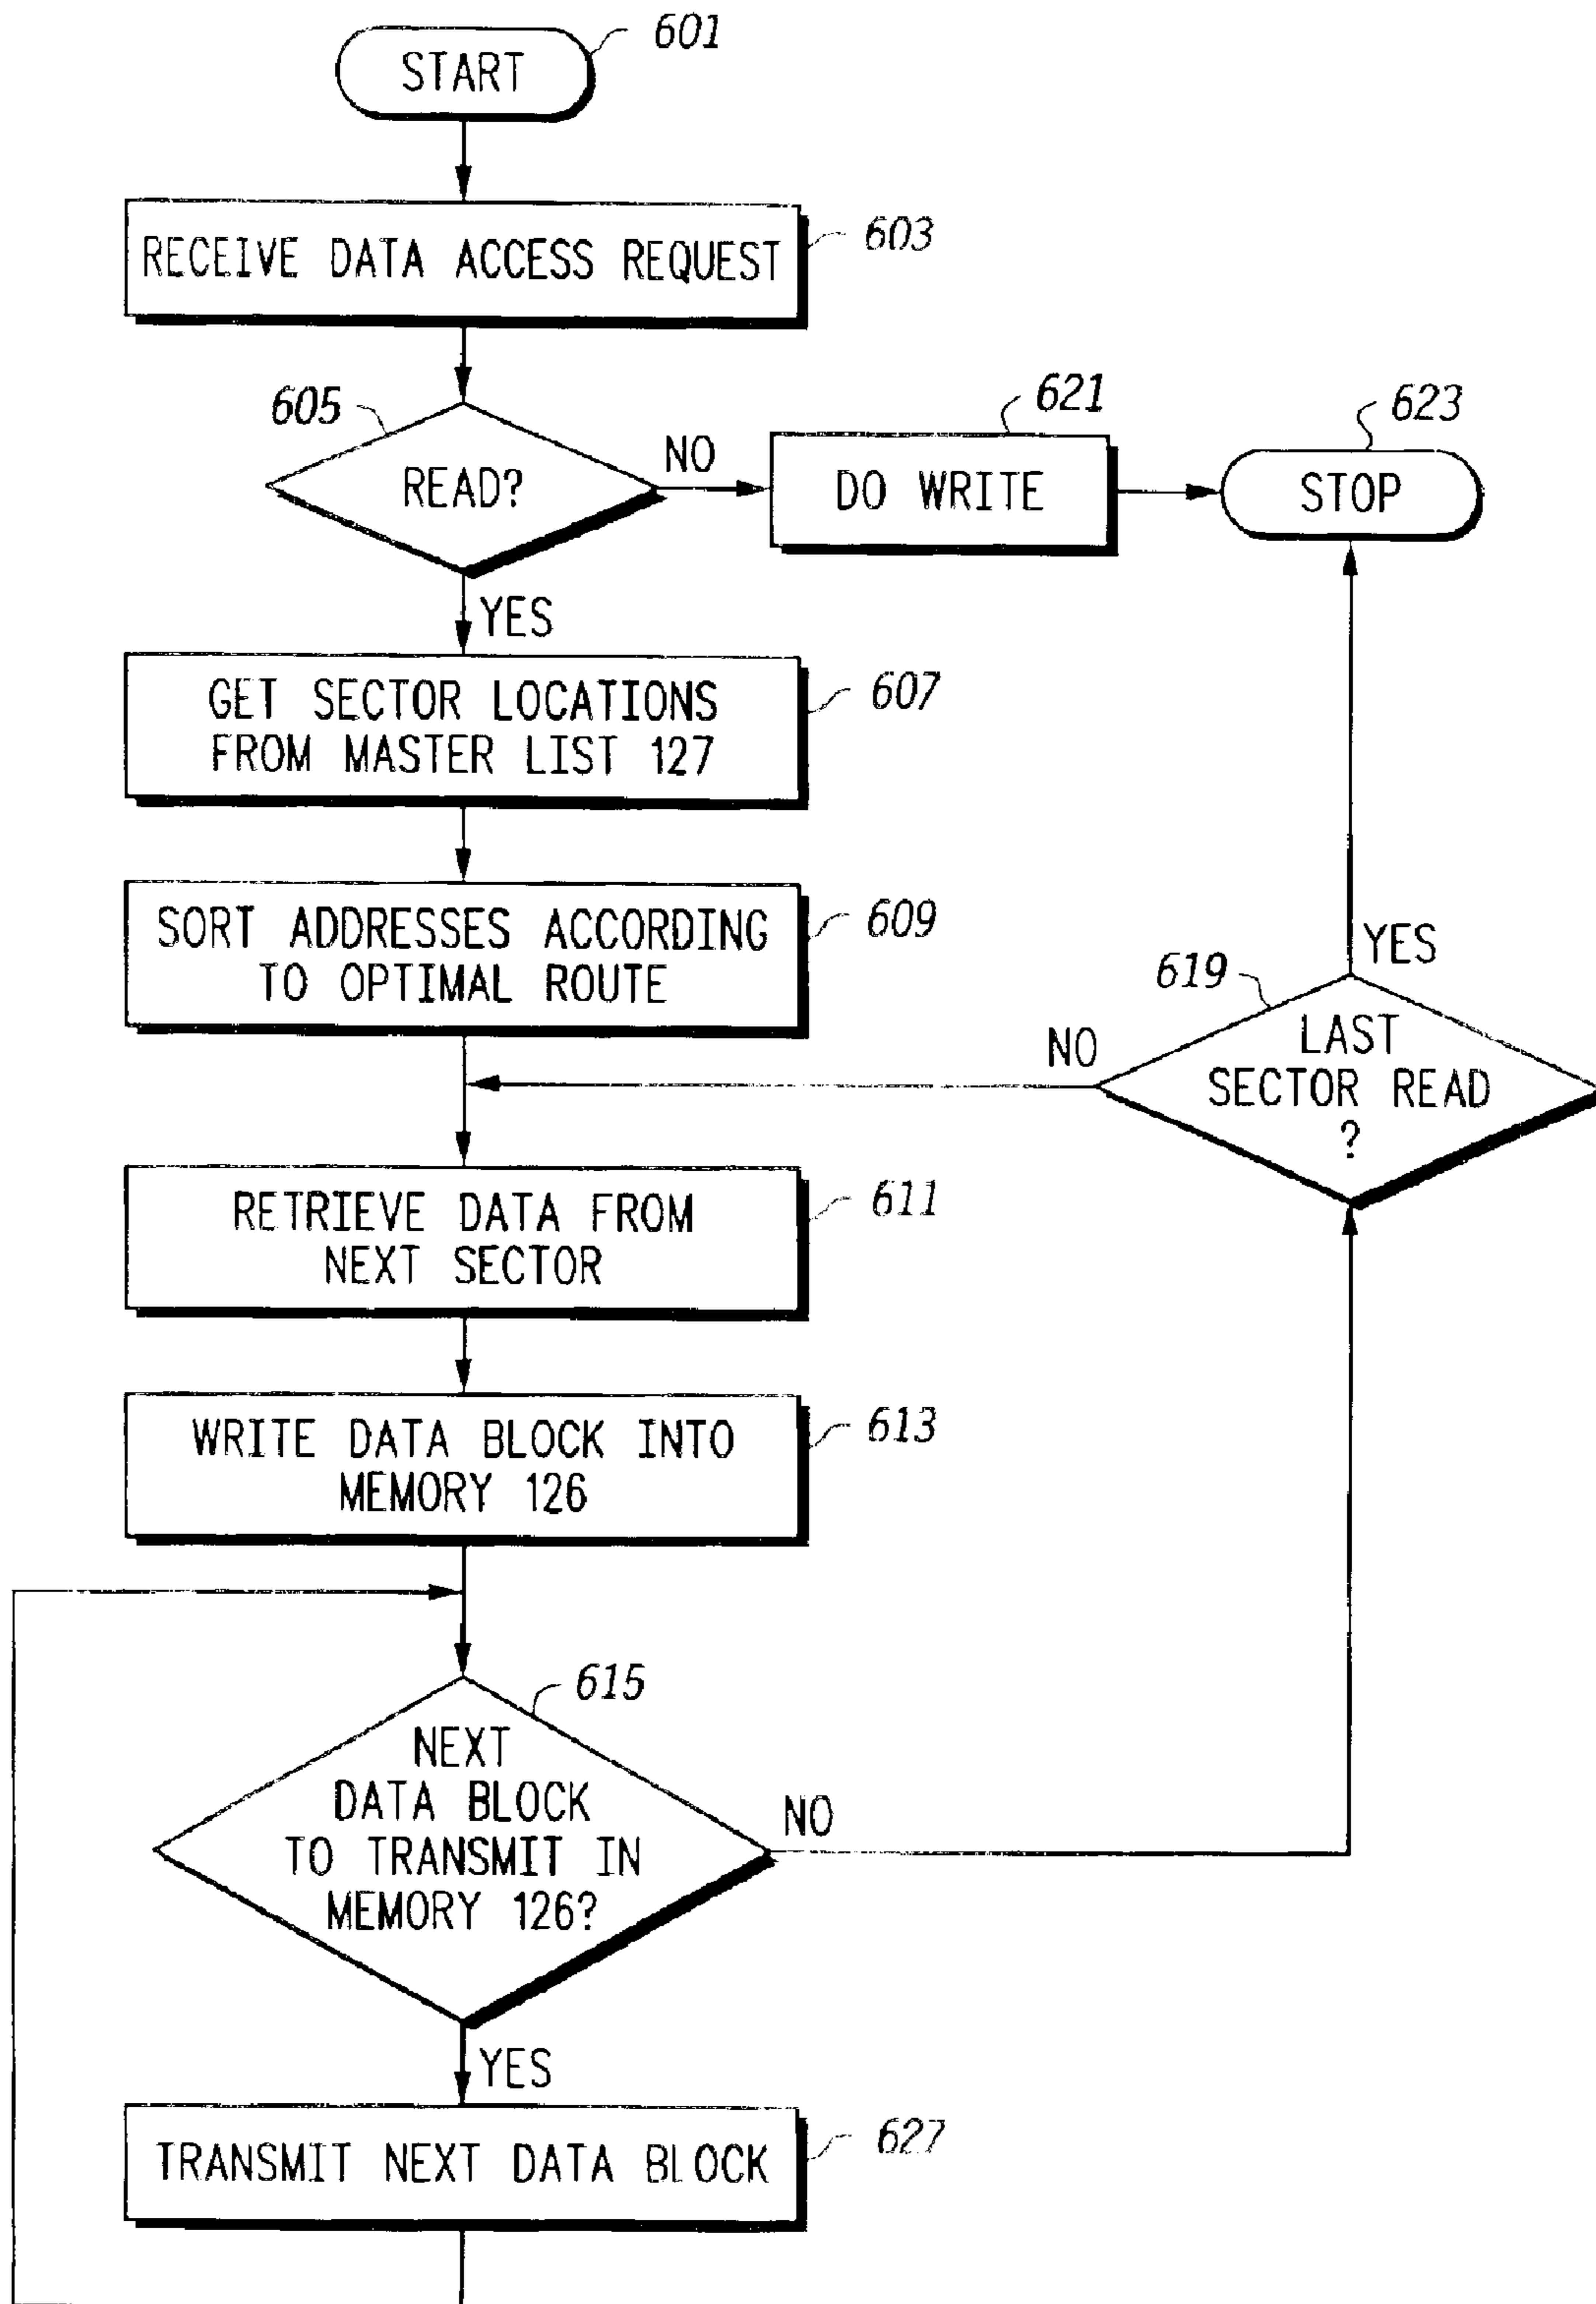 START
601
RECEIVE DATA ACCESS REQUEST
603
605
READ?
NO
621
DO WRITE
623
STOP
YES
GET SECTOR LOCATIONS
FROM MASTER LIST 127
607
SORT ADDRESSES ACCORDING
TO OPTIMAL ROUTE
609
619
YES
NO
LAST
SECTOR READ
?
RETRIEVE DATA FROM
NEXT SECTOR
611
WRITE DATA BLOCK INTO
MEMORY 126
613
615
NEXT
DATA BLOCK
TO TRANSMIT IN
MEMORY 126?
NO
YES
TRANSMIT NEXT DATA BLOCK
627